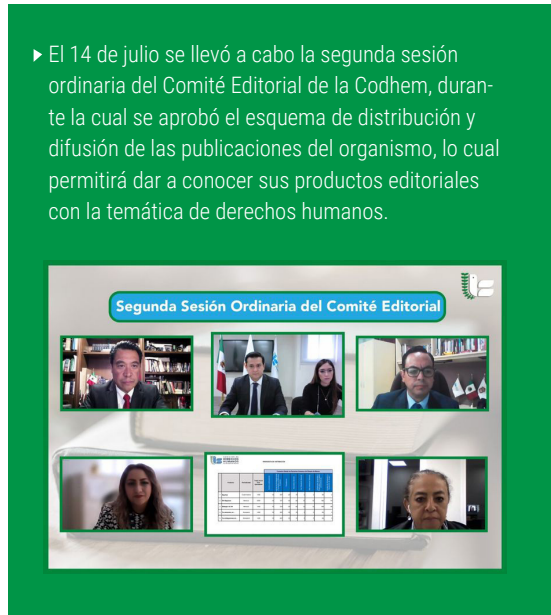 El 14 de julio se llevó a cabo la segunda sesión
ordinaria del Comité Editorial de la Codhem, duran-
te la cual se aprobó el esquema de distribución y
difusión de las publicaciones del organismo, lo cual
permitirá dar a conocer sus productos editoriales
con la temática de derechos humanos.
Segunda Sesión Ordinaria del Comité Editorial